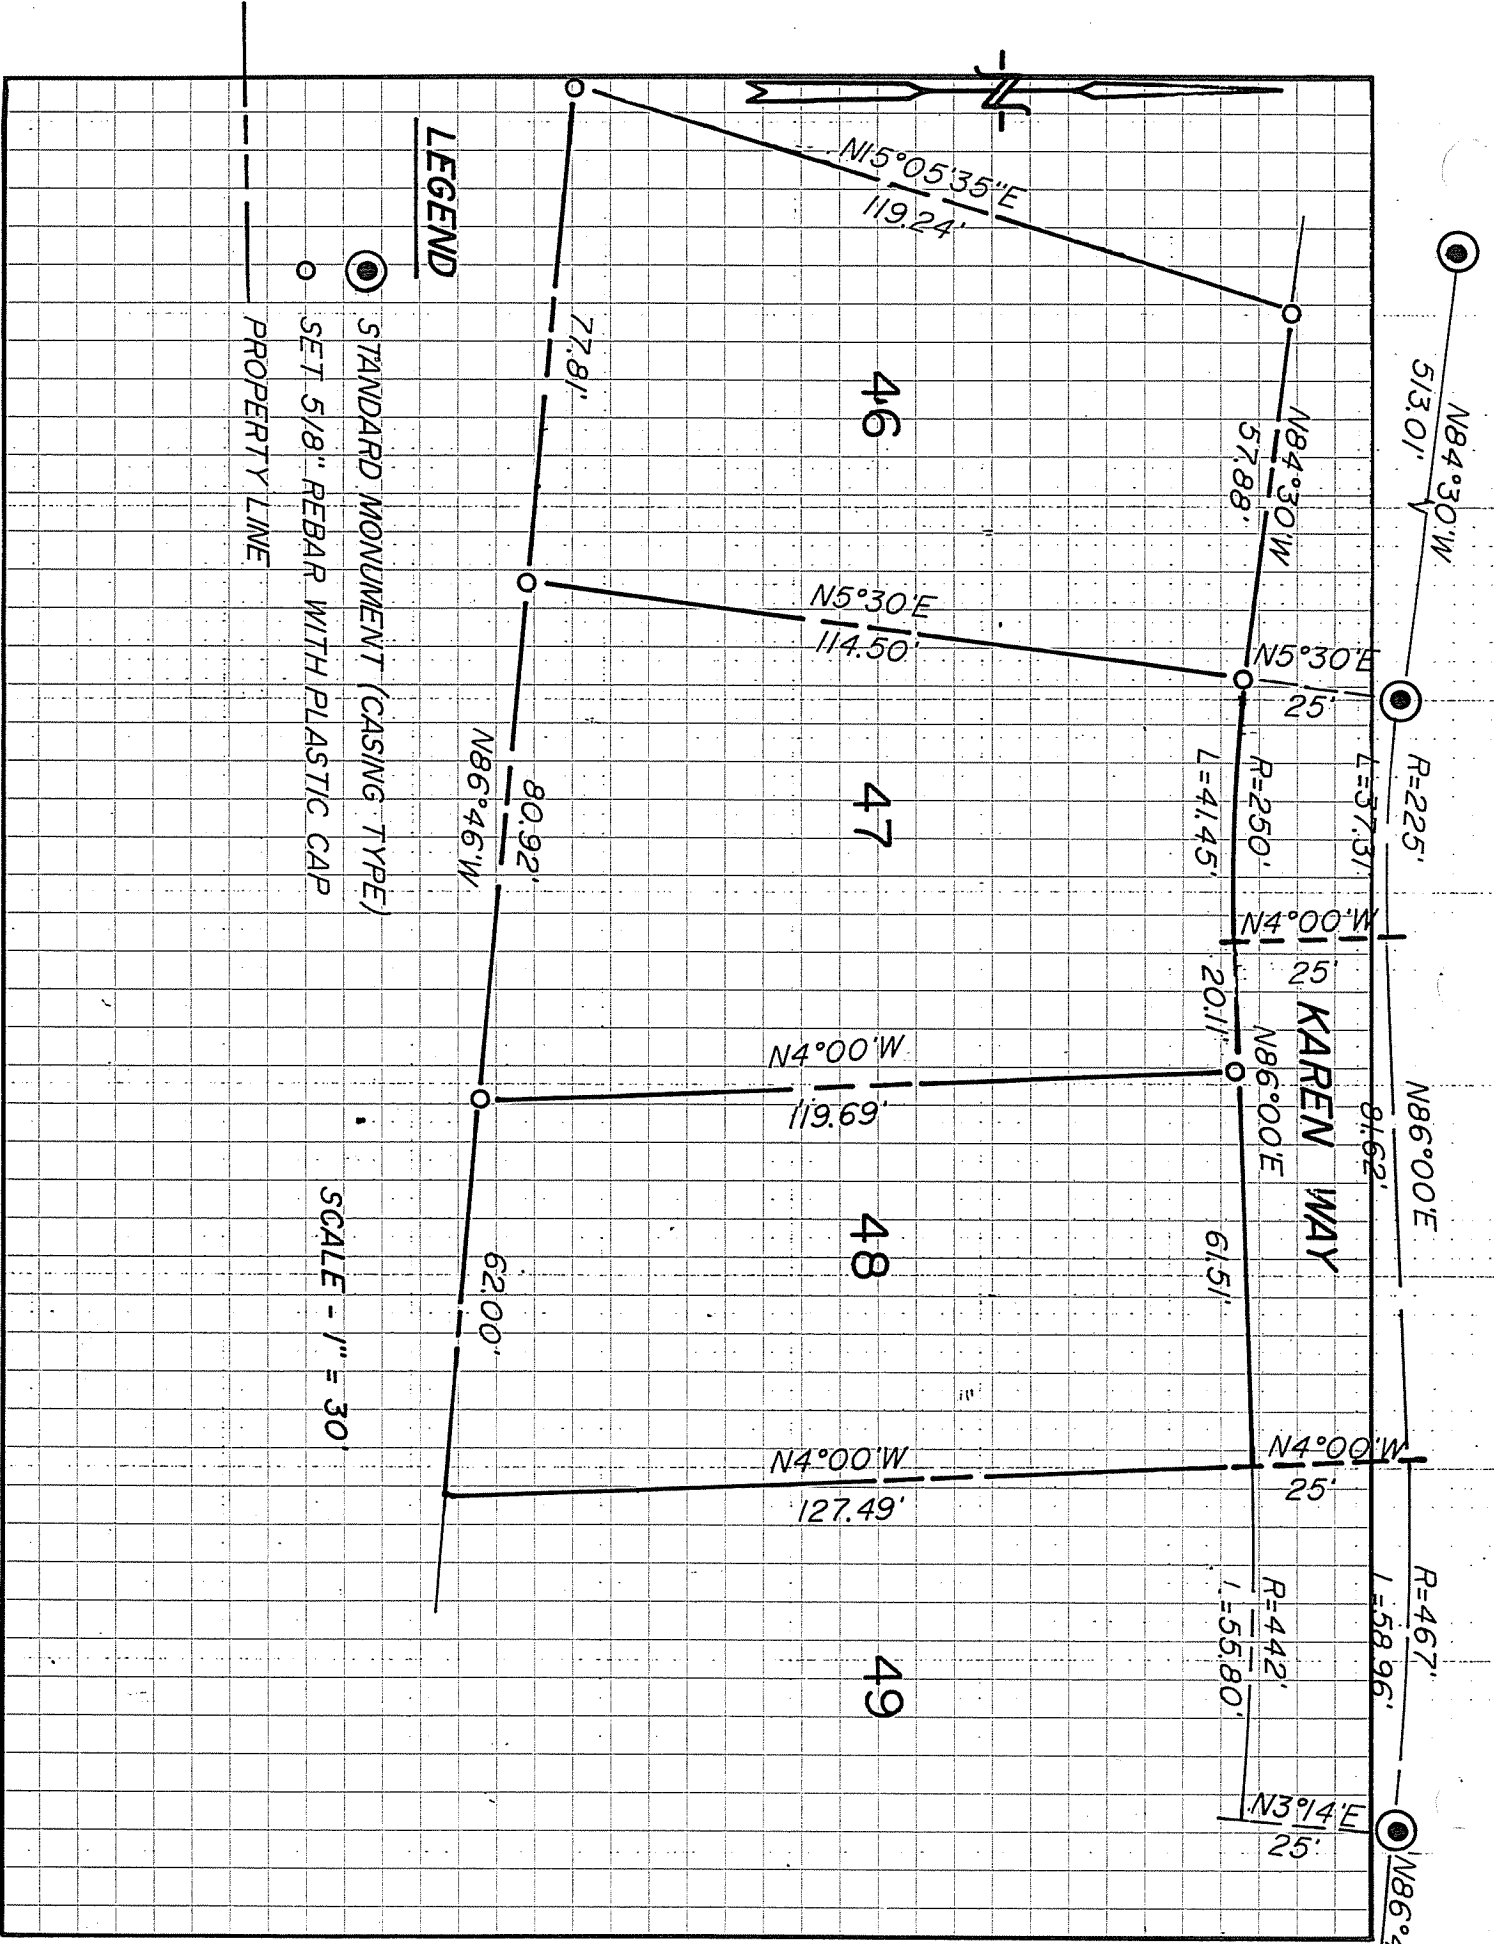 N84°30'W
513.01'
R=225'
L=37.31'
N86°00'E
81.62'
R=467'
L=58.96'
N5°30'E
25'
N4°00'W
25'
KAREN WAY
N4°00'W
25'
N3°14'E
25'
N84°30'W
57.88'
R=250'
L=41.45'
N86°00'E
20.11'
61.51'
R=442'
L=55.80'
N15°05'35"E
119.24'
46
N5°30'E
114.50'
47
N4°00'W
119.69'
48
N4°00'W
127.49'
49
77.81'
80.92'
N86°46'W
62.00'
LEGEND
STANDARD MONUMENT (CASING TYPE)
SET 5/8" REBAR WITH PLASTIC CAP
PROPERTY LINE
SCALE - 1" = 30'